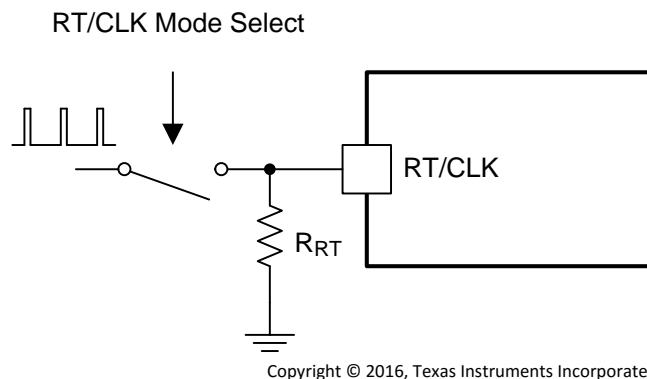 RT/CLK Mode Select
RT/CLK
RRT
Copyright © 2016, Texas Instruments Incorporate